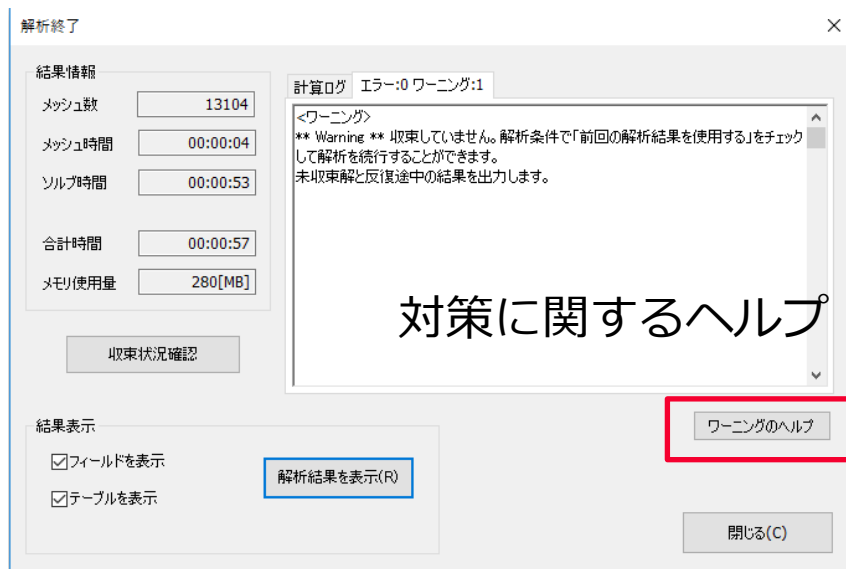 解析終了
結果情報
メッシュ数 13104
メッシュ時間 00:00:04
ソルブ時間 00:00:53
合計時間 00:00:57
メモリ使用量 280[MB]
収束状況確認
計算ログ エラー:0 ワーニング:1
<ワーニング>
** Warning ** 収束していません。解析条件で「前回の解析結果を使用する」をチェック
して解析を続行することができます。
未収束解と反復途中の結果を出力します。
対策に関するヘルプ
ワーニングのヘルプ
結果表示
フィールドを表示
テーブルを表示
解析結果を表示(R)
閉じる(C)